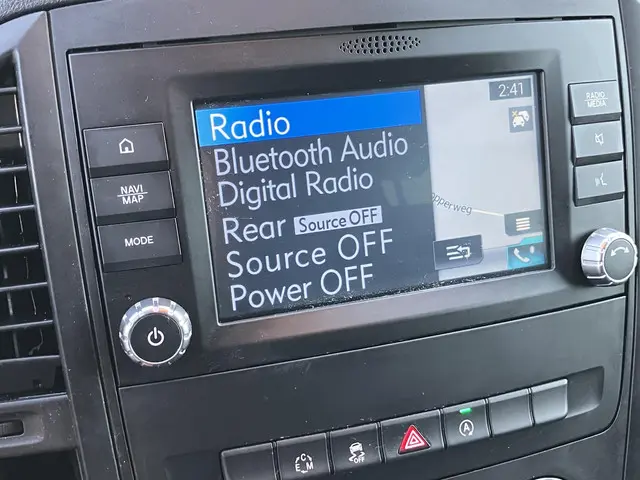 2:41
RADIO
MEDIA
Radio
Bluetooth Audio
Digital Radio
Rear Source OFF
Source OFF
Power OFF
NAVI
MAP
MODE
C
E M
OFF
A